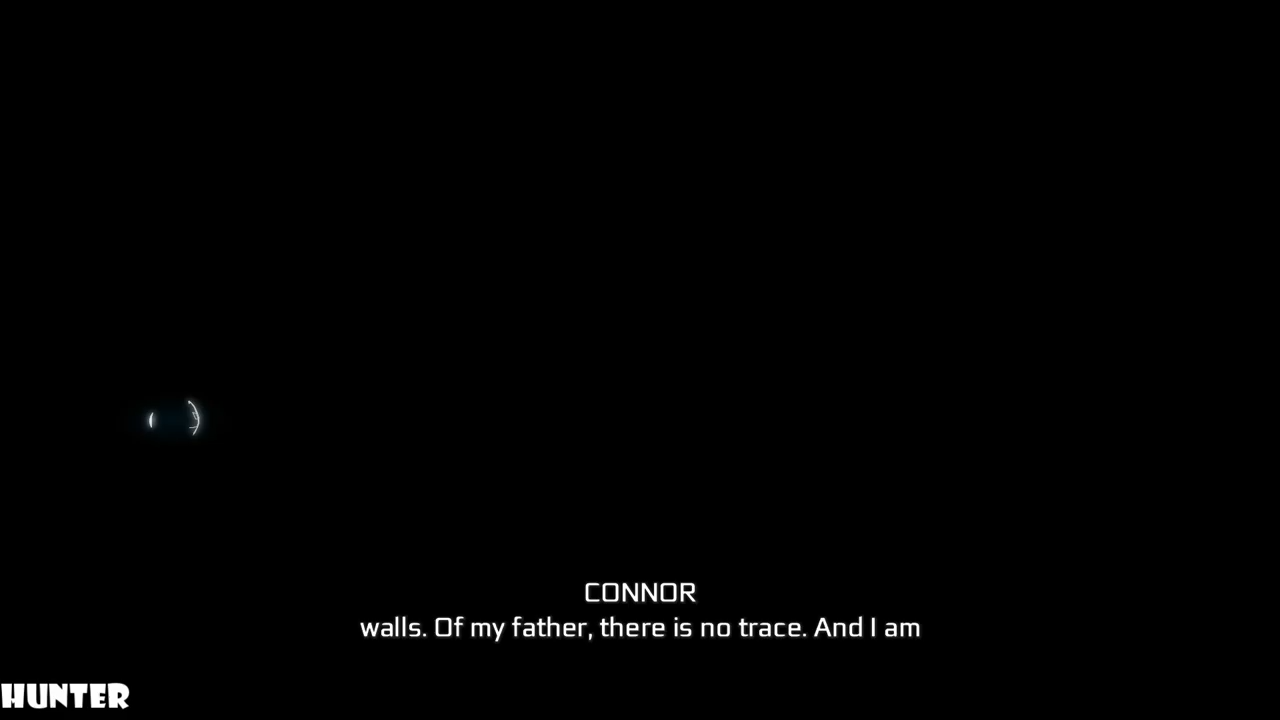 CONNOR
walls. Of my father, there is no trace. And I am
HUNTER